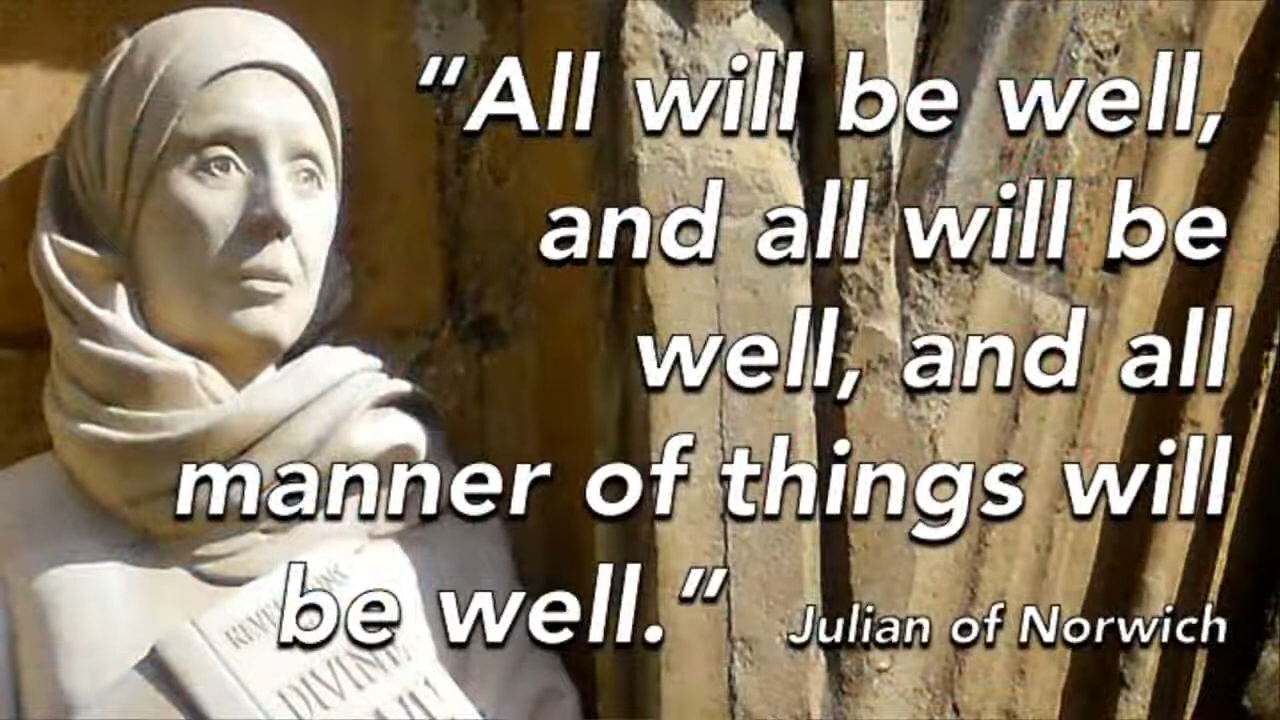 “All will be well,
and all will be
well, and all
manner of things will
be well.”
Julian of Norwich
DIVINE